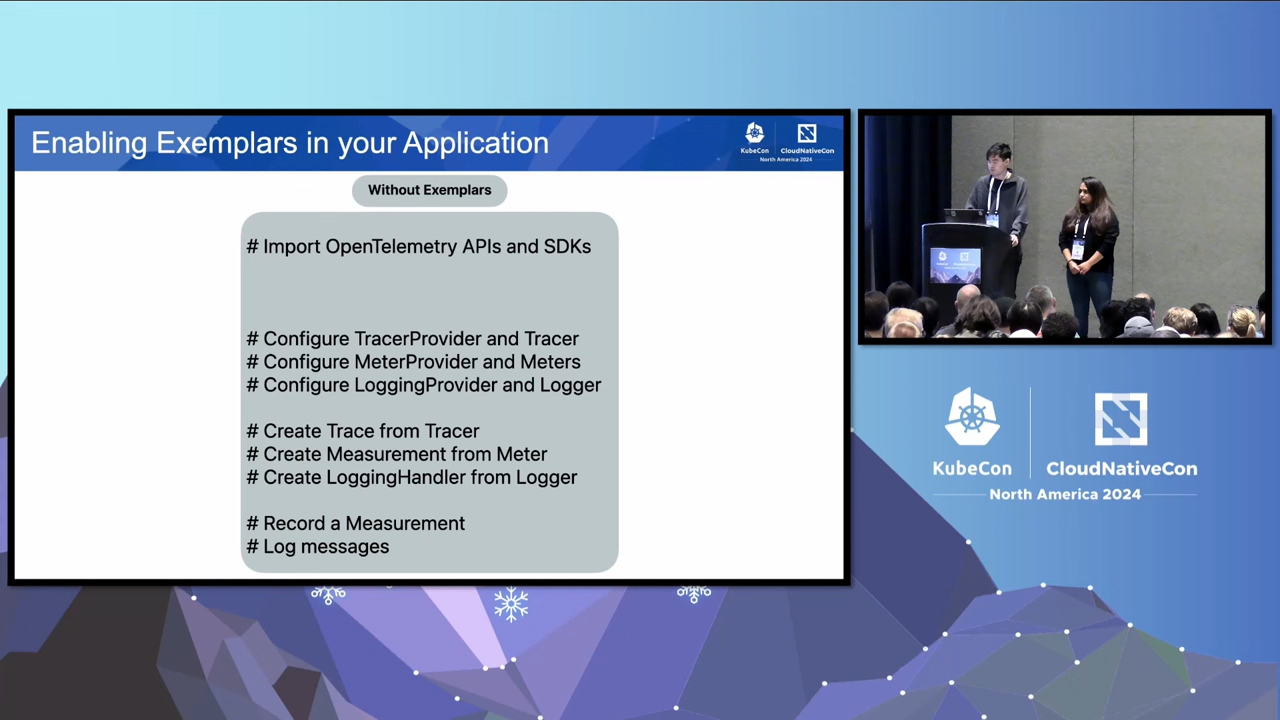 Enabling Exemplars in your Application
KubeCon
CloudNativeCon
North America 2024
Without Exemplars
# Import OpenTelemetry APIs and SDKs
# Configure TracerProvider and Tracer
# Configure MeterProvider and Meters
# Configure LoggingProvider and Logger
# Create Trace from Tracer
# Create Measurement from Meter
# Create LoggingHandler from Logger
# Record a Measurement
# Log messages
KubeCon
CloudNativeCon
North America 2024